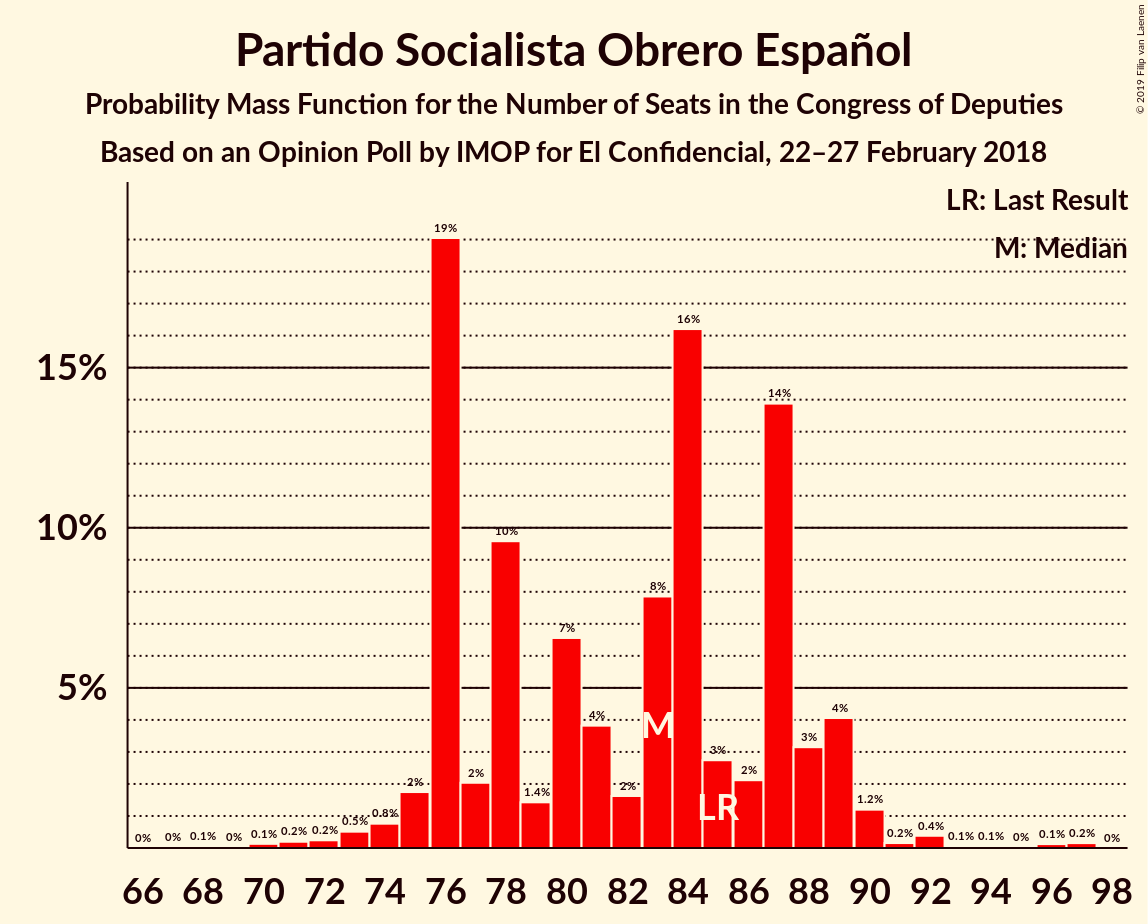 Partido Socialista Obrero Español
Probability Mass Function for the Number of Seats in the Congress of Deputies
Based on an Opinion Poll by IMOP for El Confidencial, 22–27 February 2018
© 2019 Filip van Laenen
LR: Last Result
M: Median
15%
10%
5%
0% 0% 0.1% 0% 0.1% 0.2% 0.2% 0.5% 0.8% 2% 19% 2% 10% 1.4% 7% 4% 2% 8% 16% 3% 2% 14% 3% 4% 1.2% 0.2% 0.4% 0.1% 0.1% 0% 0.1% 0.2% 0%
M
LR
66 68 70 72 74 76 78 80 82 84 86 88 90 92 94 96 98